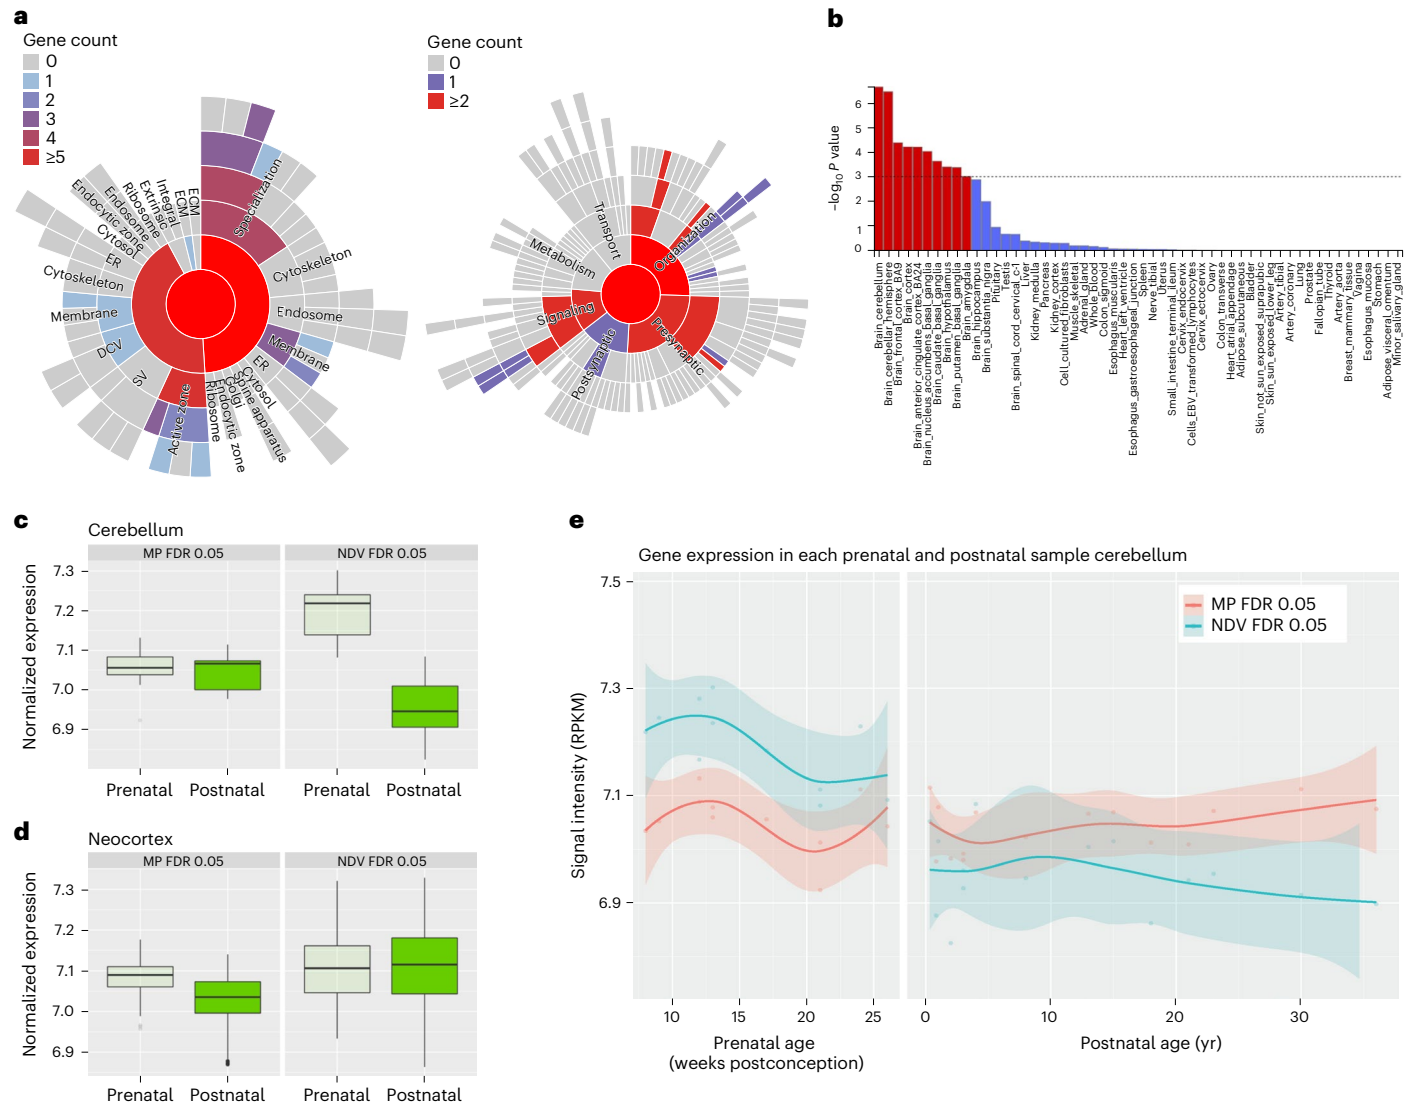 a
Gene count
0
1
2
3
4
≥5
Specialization
Cytoskeleton
Endosome
Membrane
ER
Cytosol
Spine apparatus
Golgi
Endocytic zone
Ribosome
Active zone
SV
DCV
Membrane
Cytoskeleton
ER
Cytosol
Endocytic zone
Endosome
Ribosome
Extrinsic
Integral
ECM
ECM
Gene count
0
1
≥2
Organization
Presynaptic
Postsynaptic
Signaling
Metabolism
Transport
b
−log10 P value
6
5
4
3
2
1
0
Brain_cerebellum
Brain_cerebellar_hemisphere
Brain_frontal_cortex_BA9
Brain_cortex
Brain_anterior_cingulate_cortex_BA24
Brain_nucleus_accumbens_basal_ganglia
Brain_caudate_basal_ganglia
Brain_hypothalamus
Brain_putamen_basal_ganglia
Brain_amygdala
Brain_hippocampus
Brain_substantia_nigra
Pituitary
Testis
Brain_spinal_cord_cervical_c-1
Liver
Kidney_medulla
Pancreas
Kidney_cortex
Cell_cultured_fibroblasts
Muscle_skeletal
Adrenal_gland
Whole_blood
Colon_sigmoid
Esophagus_muscularis
Heart_left_ventricle
Esophagus_gastroesophageal_junction
Spleen
Nerve_tibial
Uterus
Small_intestine_terminal_ileum
Cervix_endocervix
Cells_EBV_transformed_lymphocytes
Cervix_ectocervix
Ovary
Colon_transverse
Heart_atrial_appendage
Adipose_subcutaneous
Bladder
Skin_not_sun_exposed_suprapubic
Skin_sun_exposed_lower_leg
Artery_tibial
Artery_coronary
Lung
Prostate
Fallopian_tube
Thyroid
Artery_aorta
Breast_mammary_tissue
Vagina
Esophagus_mucosa
Stomach
Adipose_visceral_omentum
Minor_salivary_gland
c
Cerebellum
MP FDR 0.05
NDV FDR 0.05
Normalized expression
7.3
7.2
7.1
7.0
6.9
Prenatal
Postnatal
Prenatal
Postnatal
d
Neocortex
MP FDR 0.05
NDV FDR 0.05
Normalized expression
7.3
7.2
7.1
7.0
6.9
Prenatal
Postnatal
Prenatal
Postnatal
e
Gene expression in each prenatal and postnatal sample cerebellum
MP FDR 0.05
NDV FDR 0.05
Signal intensity (RPKM)
7.5
7.3
7.1
6.9
10
15
20
25
0
10
20
30
Prenatal age
(weeks postconception)
Postnatal age (yr)